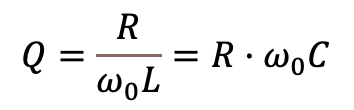 Q = R / ω₀L = R · ω₀C